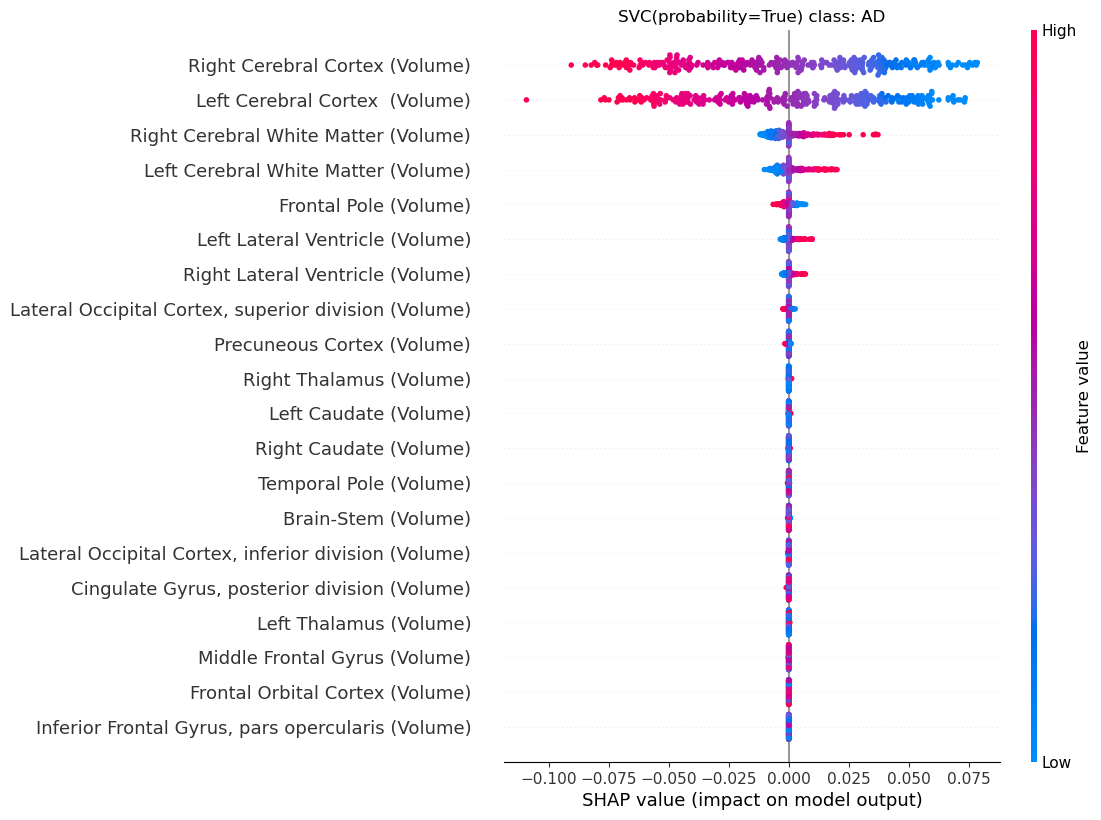 SVC(probability=True) class: AD
High
Right Cerebral Cortex (Volume)
Left Cerebral Cortex  (Volume)
Right Cerebral White Matter (Volume)
Left Cerebral White Matter (Volume)
Frontal Pole (Volume)
Left Lateral Ventricle (Volume)
Right Lateral Ventricle (Volume)
Lateral Occipital Cortex, superior division (Volume)
Precuneous Cortex (Volume)
Right Thalamus (Volume)
Left Caudate (Volume)
Right Caudate (Volume)
Temporal Pole (Volume)
Brain-Stem (Volume)
Lateral Occipital Cortex, inferior division (Volume)
Cingulate Gyrus, posterior division (Volume)
Left Thalamus (Volume)
Middle Frontal Gyrus (Volume)
Frontal Orbital Cortex (Volume)
Inferior Frontal Gyrus, pars opercularis (Volume)
Feature value
Low
−0.100 −0.075 −0.050 −0.025 0.000 0.025 0.050 0.075
SHAP value (impact on model output)